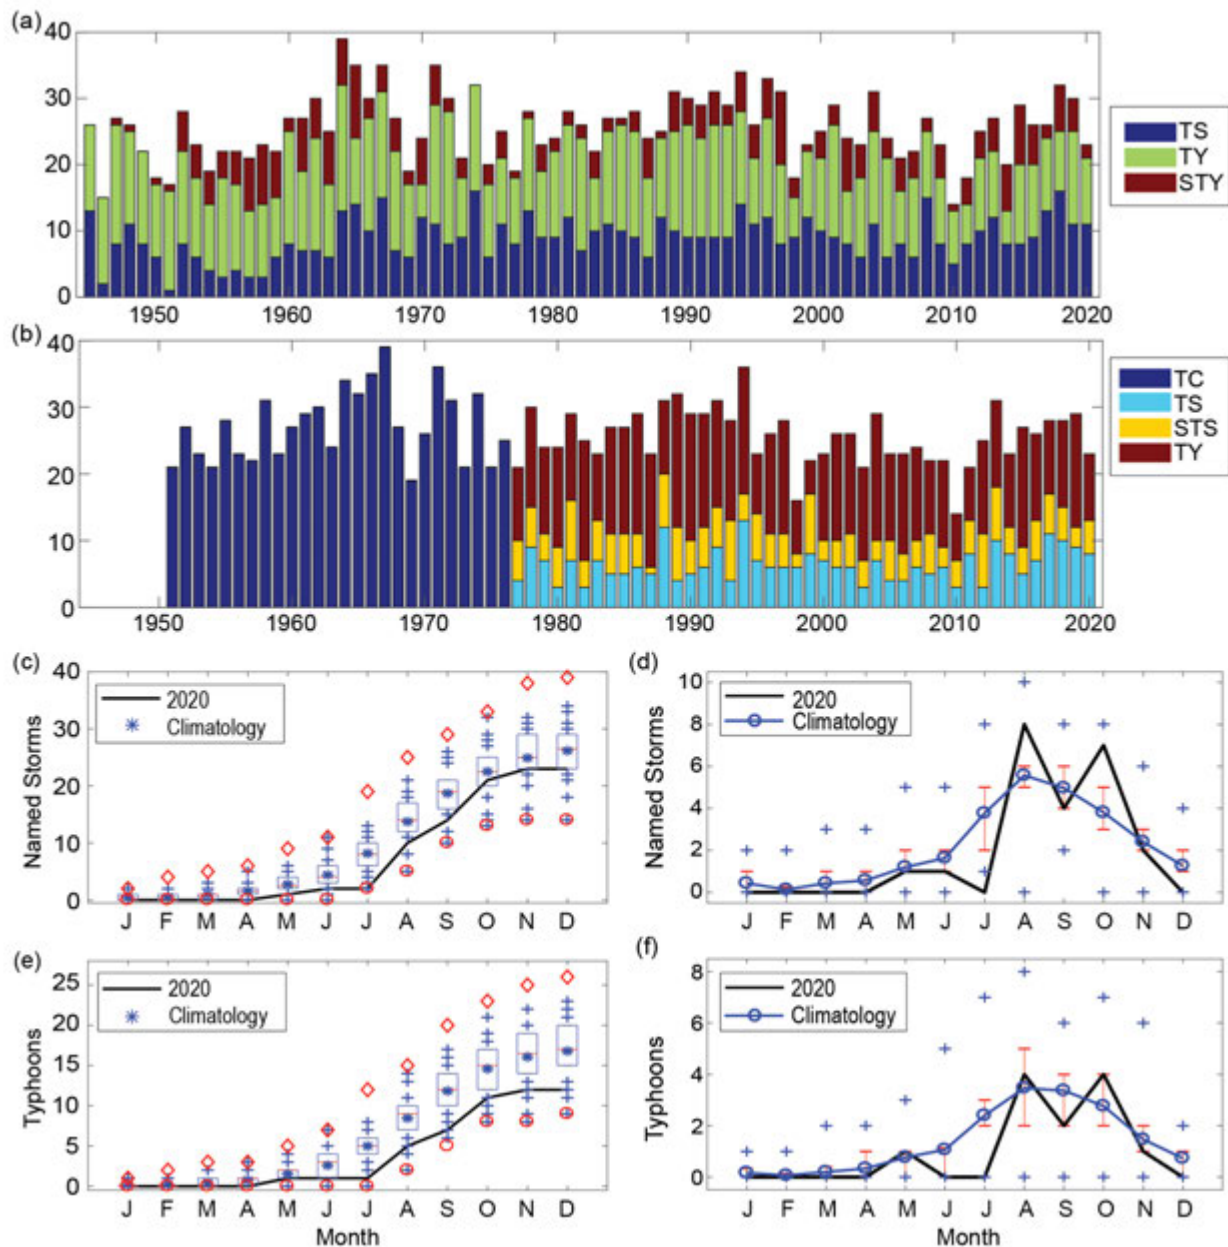 (a)
40
30
20
10
0
1950 1960 1970 1980 1990 2000 2010 2020
TS
TY
STY
(b)
40
30
20
10
0
1950 1960 1970 1980 1990 2000 2010 2020
TC
TS
STS
TY
(c)
40
30
20
10
0
Named Storms
2020
Climatology
J F M A M J J A S O N D
(d)
10
8
6
4
2
0
Named Storms
2020
Climatology
J F M A M J J A S O N D
(e)
25
20
15
10
5
0
Typhoons
2020
Climatology
J F M A M J J A S O N D
Month
(f)
8
6
4
2
0
Typhoons
2020
Climatology
J F M A M J J A S O N D
Month